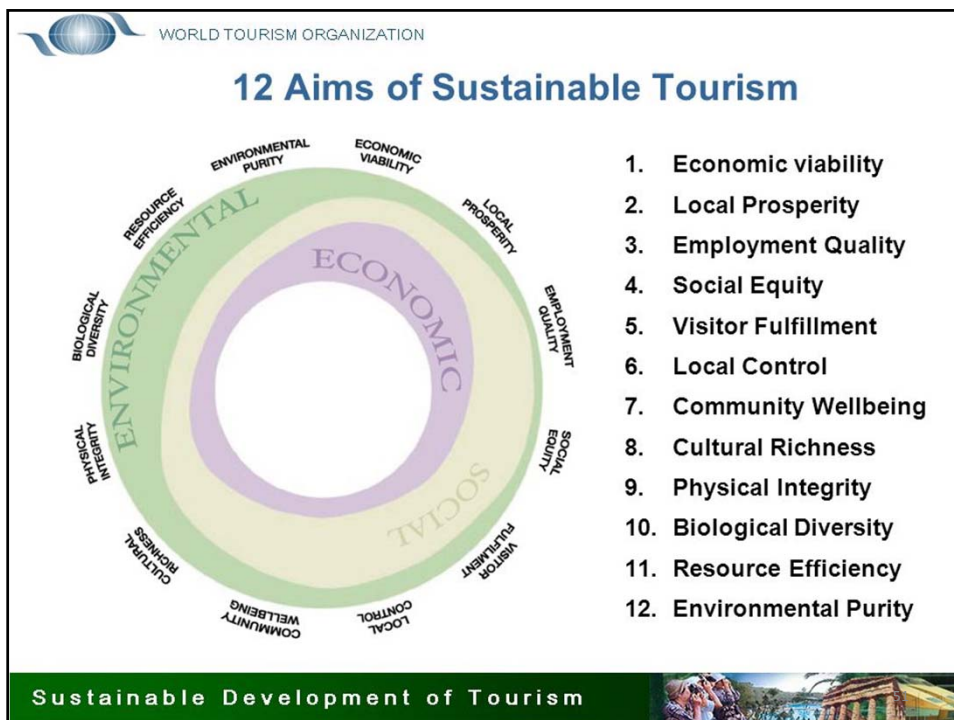 WORLD TOURISM ORGANIZATION
12 Aims of Sustainable Tourism
ENVIRONMENTAL
PURITY
ECONOMIC
VIABILITY
LOCAL
PROSPERITY
EMPLOYMENT
QUALITY
SOCIAL
EQUITY
VISITOR
FULFILMENT
LOCAL
CONTROL
COMMUNITY
WELLBEING
CULTURAL
RICHNESS
PHYSICAL
INTEGRITY
BIOLOGICAL
DIVERSITY
RESOURCE
EFFICIENCY
ENVIRONMENTAL
ECONOMIC
SOCIAL
1. Economic viability
2. Local Prosperity
3. Employment Quality
4. Social Equity
5. Visitor Fulfillment
6. Local Control
7. Community Wellbeing
8. Cultural Richness
9. Physical Integrity
10. Biological Diversity
11. Resource Efficiency
12. Environmental Purity
Sustainable Development of Tourism